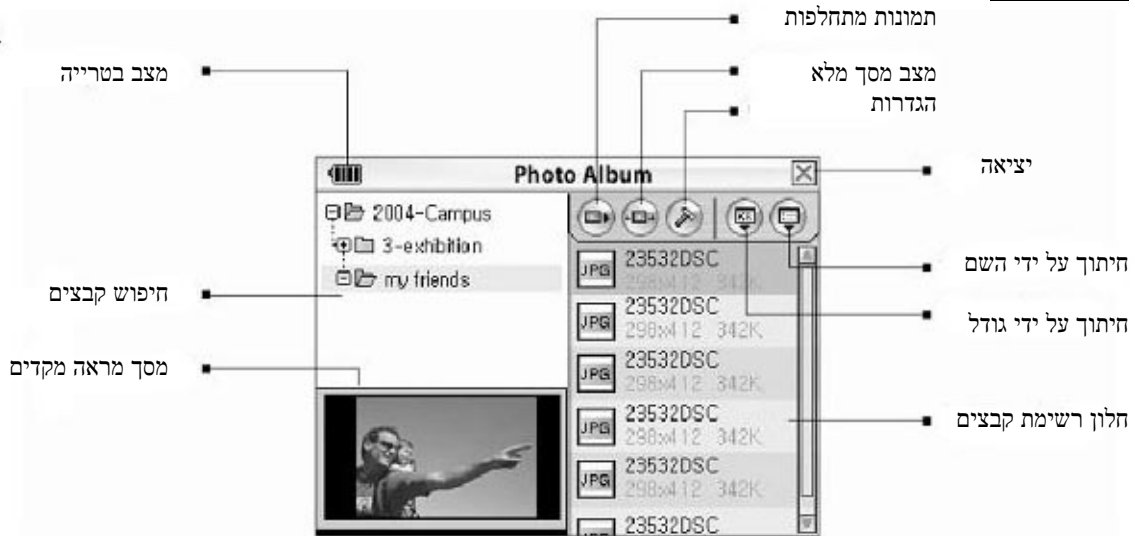 תמונות מתחלפות
מצב מסך מלא
הגדרות
מצב בטרייה
יציאה
Photo Album
2004-Campus
3-exhibition
my friends
חיפוש קבצים
מסך מראה מקדים
KB
23532DSC
298x412 342K
23532DSC
298x412 342K
23532DSC
298x412 342K
23532DSC
298x412 342K
23532DSC
298x412 342K
23532DSC
JPG
JPG
JPG
JPG
JPG
JPG
חיתוך על ידי השם
חיתוך על ידי גודל
חלון רשימת קבצים